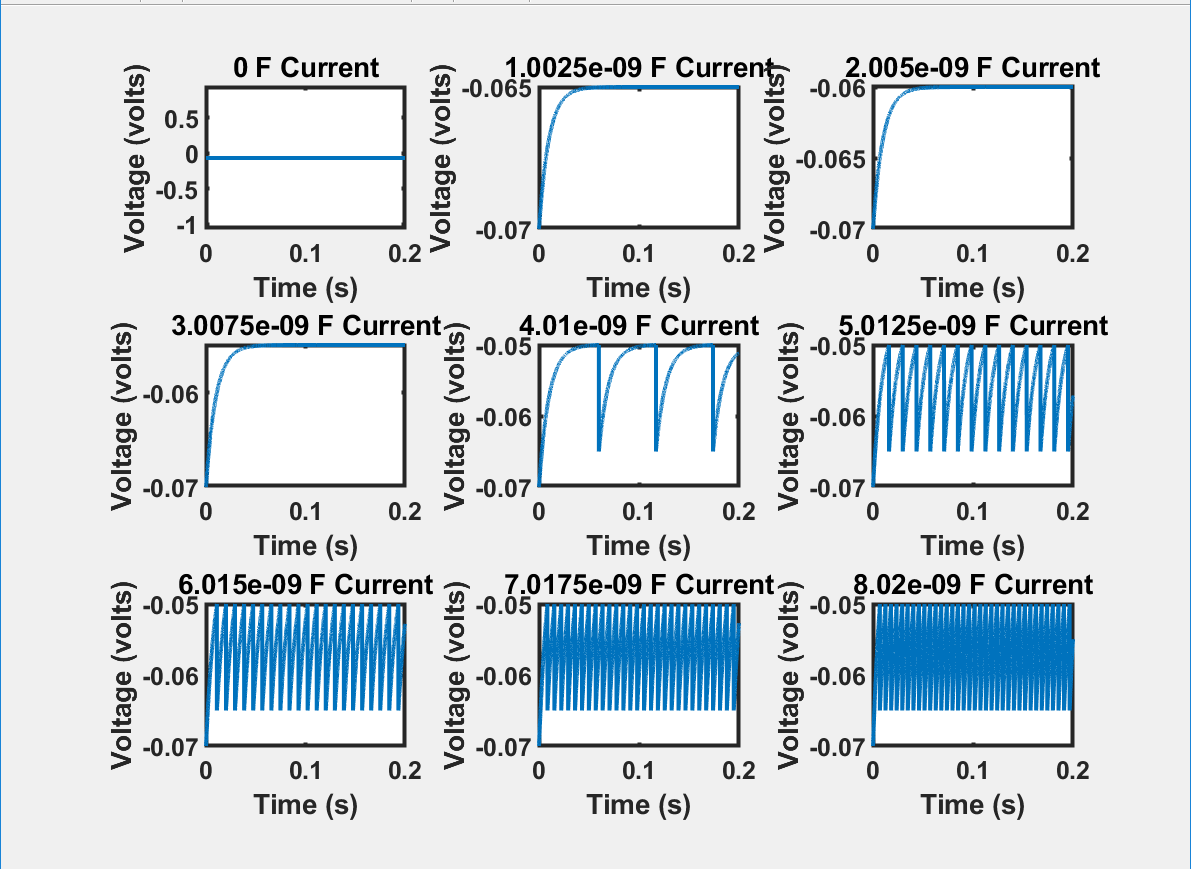 0 F Current
Voltage (volts)
0.5
0
-0.5
-1
0 0.1 0.2
Time (s)
1.0025e-09 F Current
Voltage (volts)
-0.065
-0.07
0 0.1 0.2
Time (s)
2.005e-09 F Current
Voltage (volts)
-0.06
-0.065
-0.07
0 0.1 0.2
Time (s)
3.0075e-09 F Current
Voltage (volts)
-0.06
-0.07
0 0.1 0.2
Time (s)
4.01e-09 F Current
Voltage (volts)
-0.05
-0.06
-0.07
0 0.1 0.2
Time (s)
5.0125e-09 F Current
Voltage (volts)
-0.05
-0.06
-0.07
0 0.1 0.2
Time (s)
6.015e-09 F Current
Voltage (volts)
-0.05
-0.06
-0.07
0 0.1 0.2
Time (s)
7.0175e-09 F Current
Voltage (volts)
-0.05
-0.06
-0.07
0 0.1 0.2
Time (s)
8.02e-09 F Current
Voltage (volts)
-0.05
-0.06
-0.07
0 0.1 0.2
Time (s)